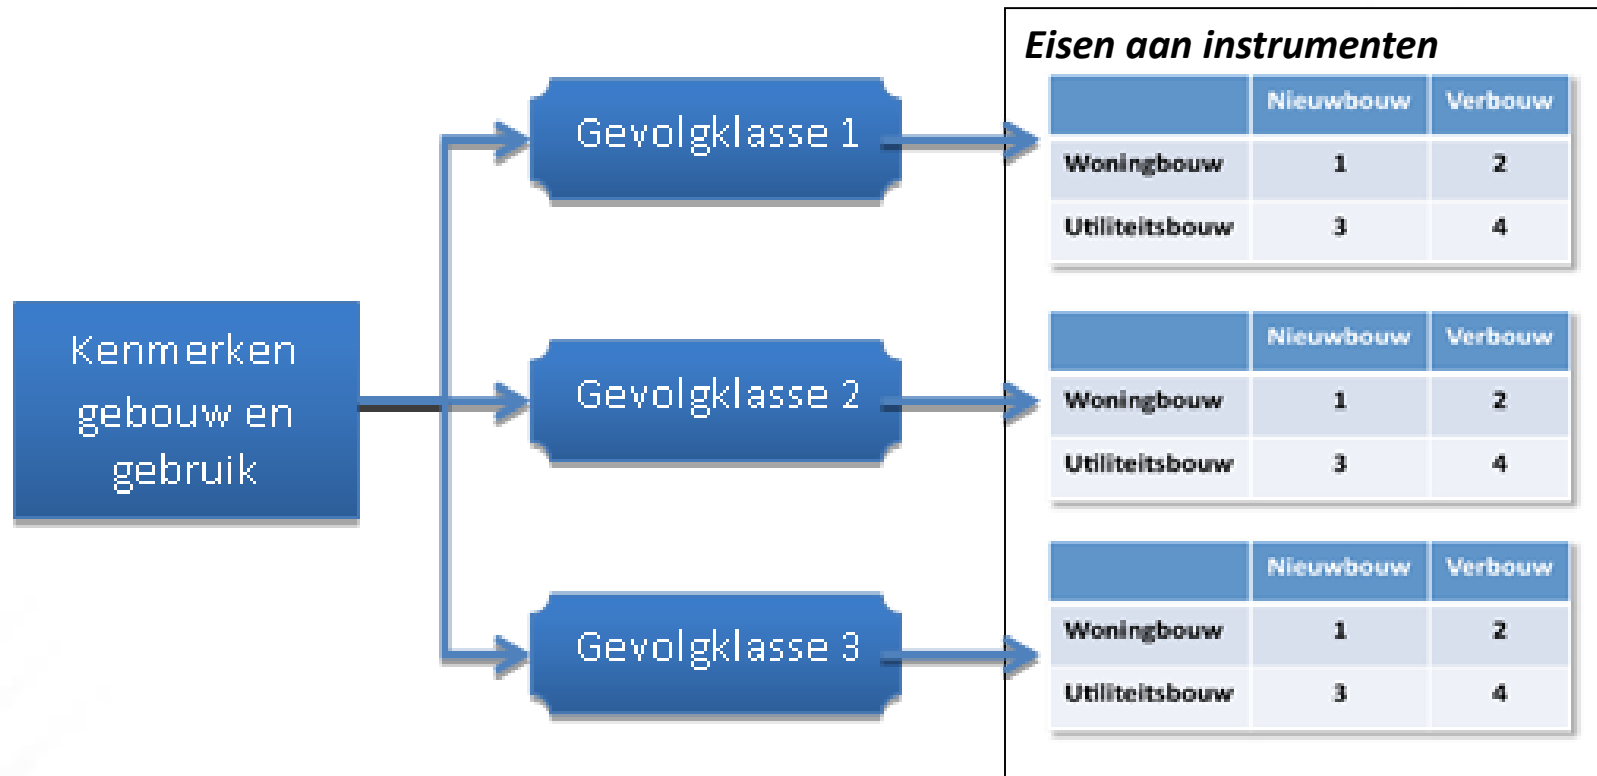 Eisen aan instrumenten
Kenmerken
gebouw en
gebruik
Gevolgklasse 1
Nieuwbouw Verbouw
Woningbouw 1 2
Utiliteitsbouw 3 4
Gevolgklasse 2
Nieuwbouw Verbouw
Woningbouw 1 2
Utiliteitsbouw 3 4
Gevolgklasse 3
Nieuwbouw Verbouw
Woningbouw 1 2
Utiliteitsbouw 3 4